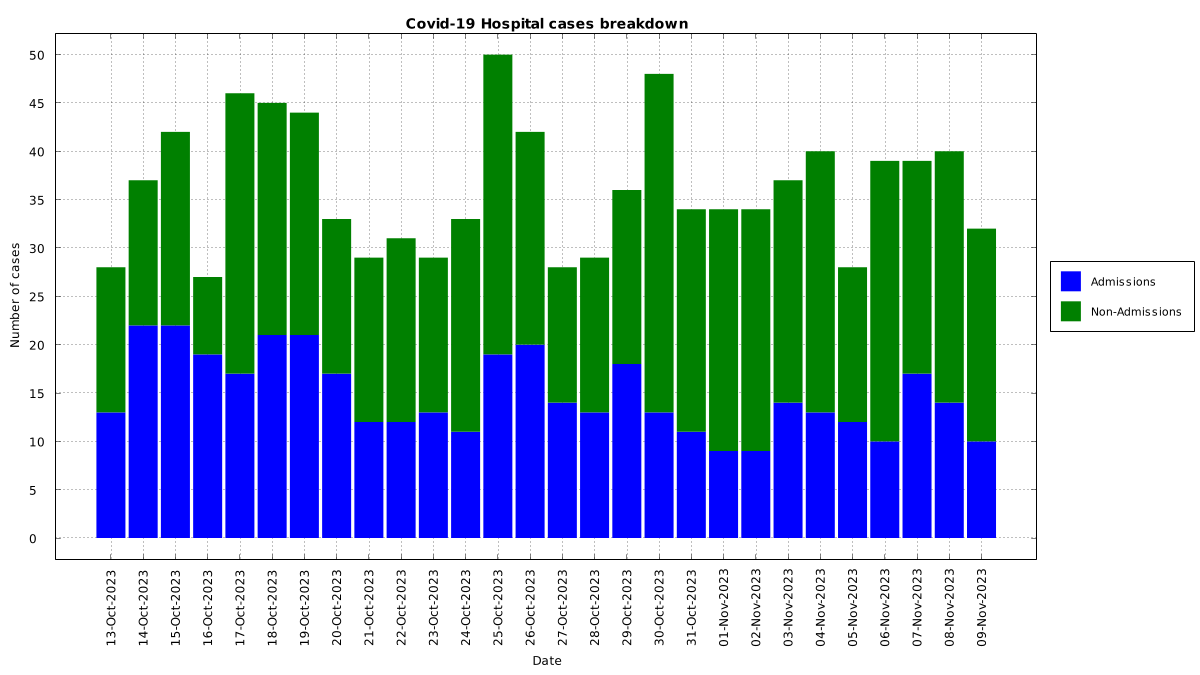 Covid-19 Hospital cases breakdown
50
45
40
35
30
25
20
15
10
5
0
Number of cases
13-Oct-2023
14-Oct-2023
15-Oct-2023
16-Oct-2023
17-Oct-2023
18-Oct-2023
19-Oct-2023
20-Oct-2023
21-Oct-2023
22-Oct-2023
23-Oct-2023
24-Oct-2023
25-Oct-2023
26-Oct-2023
27-Oct-2023
28-Oct-2023
29-Oct-2023
30-Oct-2023
31-Oct-2023
01-Nov-2023
02-Nov-2023
03-Nov-2023
04-Nov-2023
05-Nov-2023
06-Nov-2023
07-Nov-2023
08-Nov-2023
09-Nov-2023
Date
Admissions
Non-Admissions